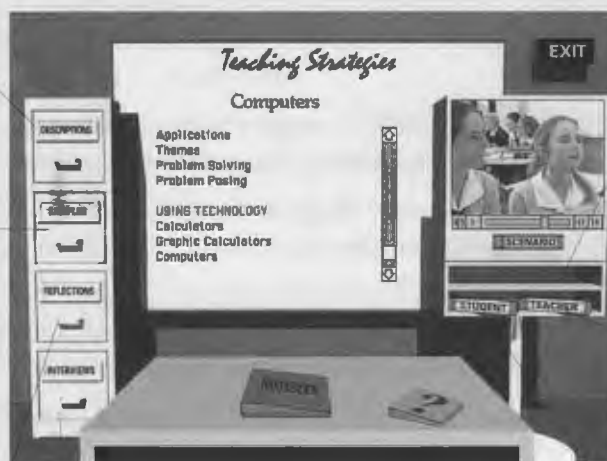 Teaching Strategies
EXIT
Computers
DESCRIPTIONS
Applications
Themes
Problem Solving
Problem Posing
USING TECHNOLOGY
Calculators
Graphic Calculators
Computers
SCENARIO
REFLECTIONS
STUDENT TEACHER
INTERVIEWS
?